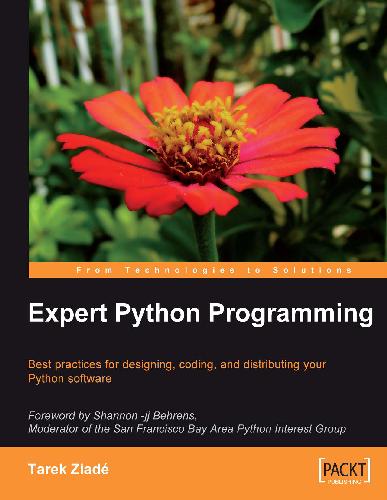 From Technologies to Solutions
Expert Python Programming
Best practices for designing, coding, and distributing your
Python software
Foreword by Shannon -jj Behrens,
Moderator of the San Francisco Bay Area Python Interest Group
Tarek Ziadé
PACKT
PUBLISHING